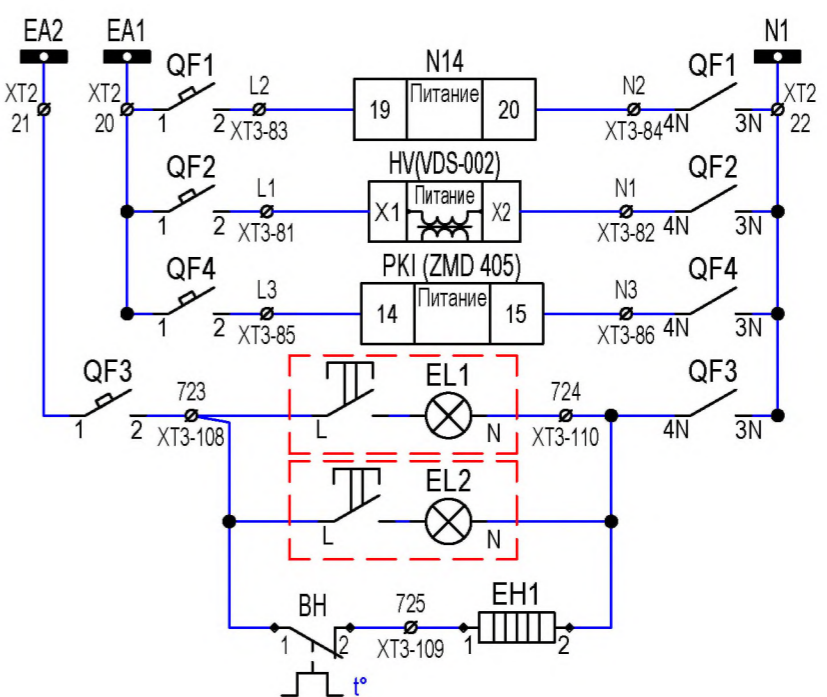 EA2 EA1 N1
QF1 L2 N14 N2 QF1
XT2 XT2 19 Питание 20 XT2
21 20 1 2 XT3-83 XT3-84 4N 3N 22
QF2 L1 HV(VDS-002) N1 QF2
X1 Питание X2
1 2 XT3-81 XT3-82 4N 3N
QF4 L3 PKI (ZMD 405) N3 QF4
14 Питание 15
1 2 XT3-85 XT3-86 4N 3N
QF3 723 EL1 724 QF3
1 2 XT3-108 L N XT3-110 4N 3N
EL2
L N
BH 725 EH1
1 2 XT3-109 1 2
t°